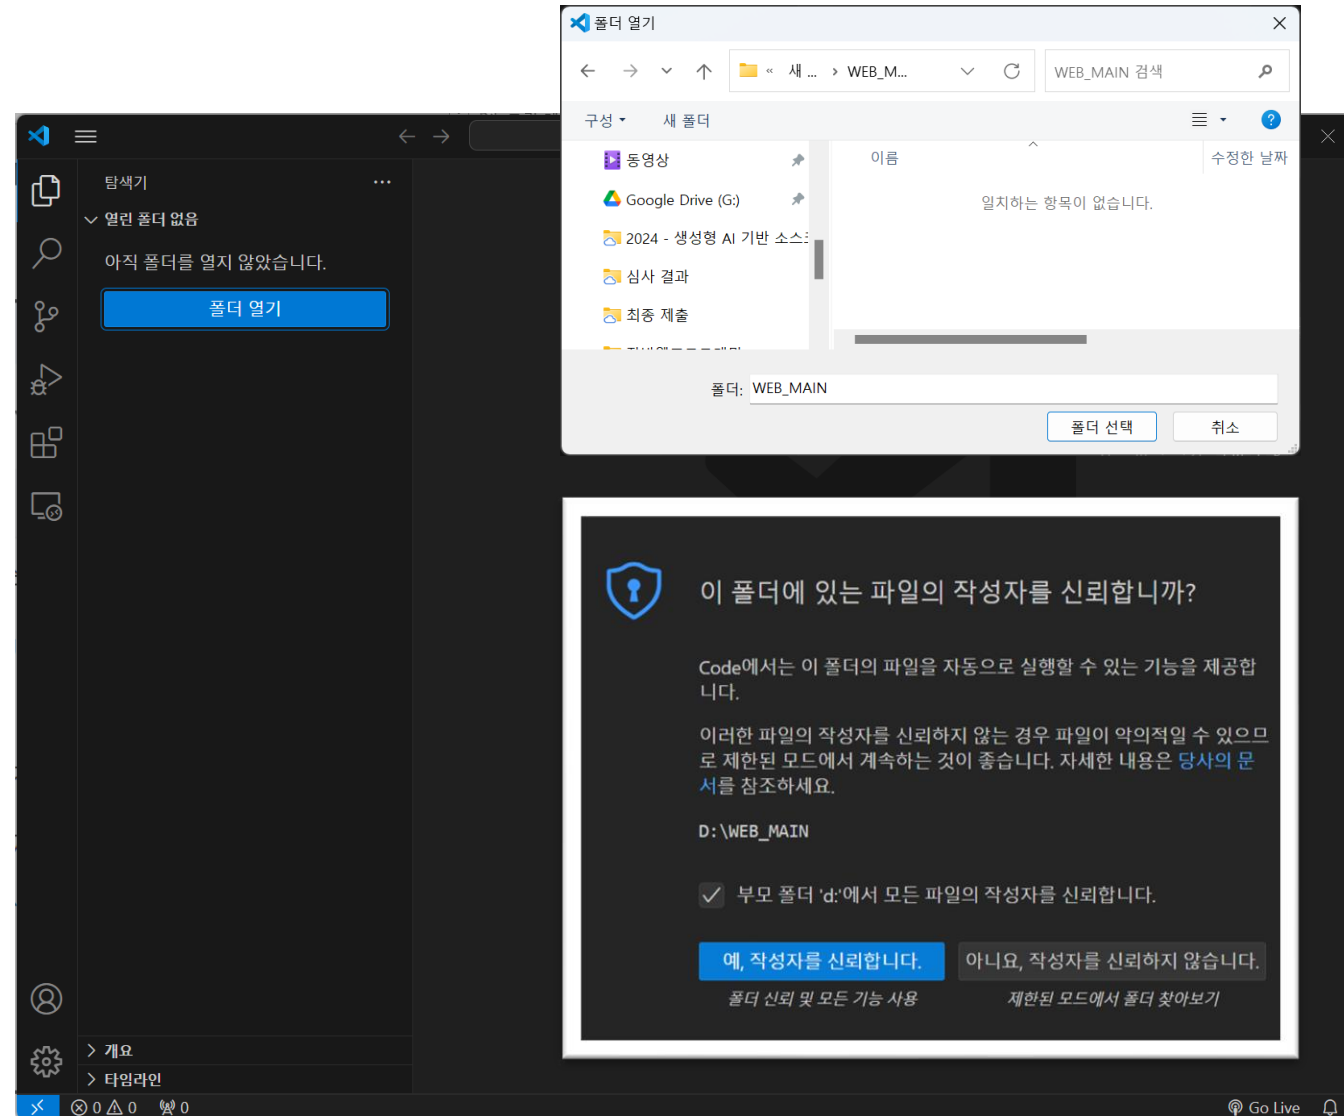 폴더 열기
« 새 ... › WEB_M...
WEB_MAIN 검색
구성
새 폴더
동영상
Google Drive (G:)
2024 - 생성형 AI 기반
심사 결과
최종 제출
이름
수정한 날짜
일치하는 항목이 없습니다.
폴더: WEB_MAIN
폴더 선택
취소
탐색기
열린 폴더 없음
아직 폴더를 열지 않았습니다.
폴더 열기
이 폴더에 있는 파일의 작성자를 신뢰합니까?
Code에서는 이 폴더의 파일을 자동으로 실행할 수 있는 기능을 제공합
니다.
이러한 파일의 작성자를 신뢰하지 않는 경우 파일이 악의적일 수 있으므
로 제한된 모드에서 계속하는 것이 좋습니다. 자세한 내용은 당사의 문
서를 참조하세요.
D:\WEB_MAIN
부모 폴더 'd:'에서 모든 파일의 작성자를 신뢰합니다.
예, 작성자를 신뢰합니다.
아니요, 작성자를 신뢰하지 않습니다.
폴더 신뢰 및 모든 기능 사용
제한된 모드에서 폴더 찾아보기
개요
타임라인
0 0 0
Go Live